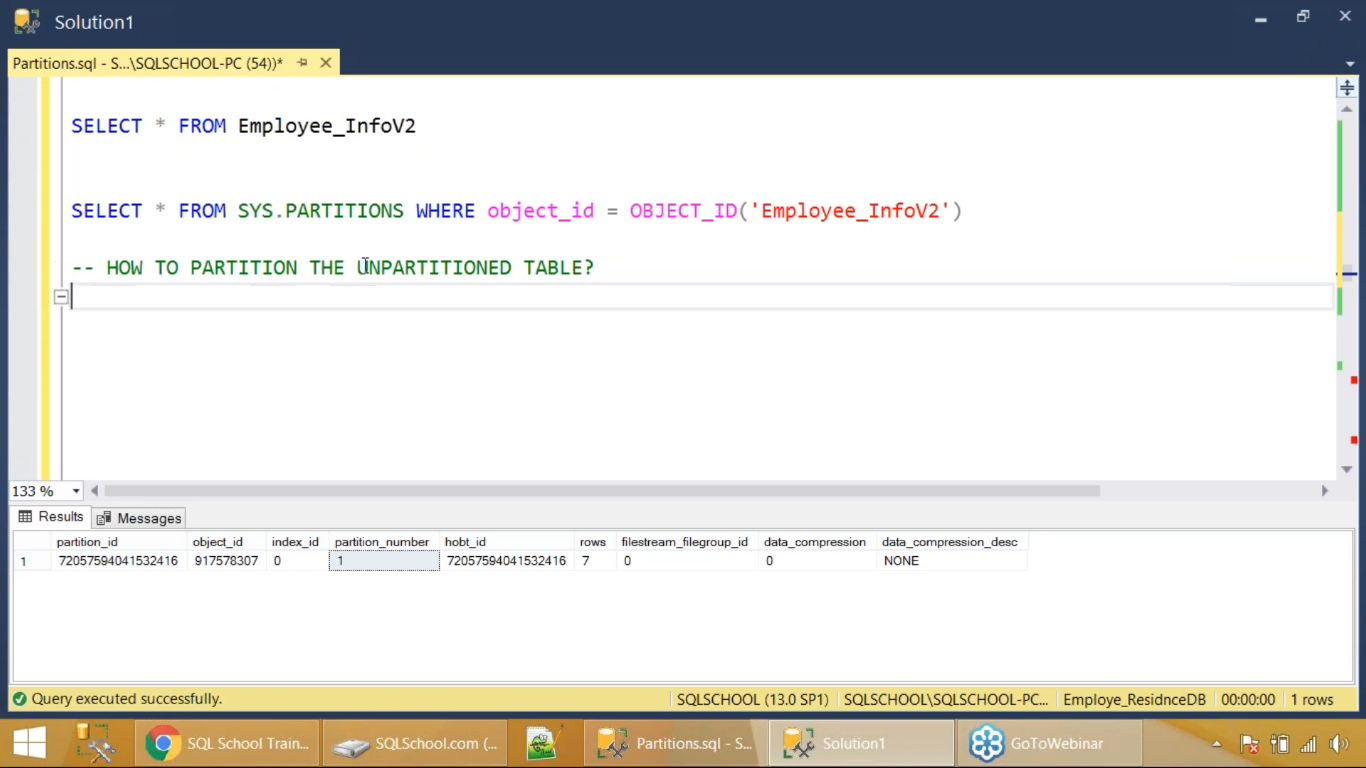 Solution1
Partitions.sql - S...\SQLSCHOOL-PC (54))*
SELECT * FROM Employee_InfoV2
SELECT * FROM SYS.PARTITIONS WHERE object_id = OBJECT_ID('Employee_InfoV2')
-- HOW TO PARTITION THE UNPARTITIONED TABLE?
133 %
Results Messages
partition_id object_id index_id partition_number hobt_id rows filestream_filegroup_id data_compression data_compression_desc
1 72057594041532416 917578307 0 1 72057594041532416 7 0 0 NONE
Query executed successfully. SQLSCHOOL (13.0 SP1) SQLSCHOOL\SQLSCHOOL-PC... Employe_ResidnceDB 00:00:00 1 rows
SQL School Train... SQLSchool.com (... Partitions.sql - S... Solution1 GoToWebinar